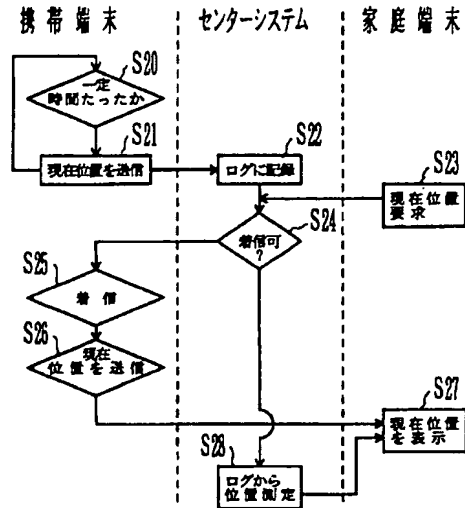 携帯端末
センターシステム
家庭端末
S20
一定
時間たったか
S21
現在位置を送信
S22
ログに記録
S23
現在位置
要求
S24
着信可
?
S25
着信
S26
現在
位置を送信
S27
現在位置
を表示
S28
ログから
位置測定